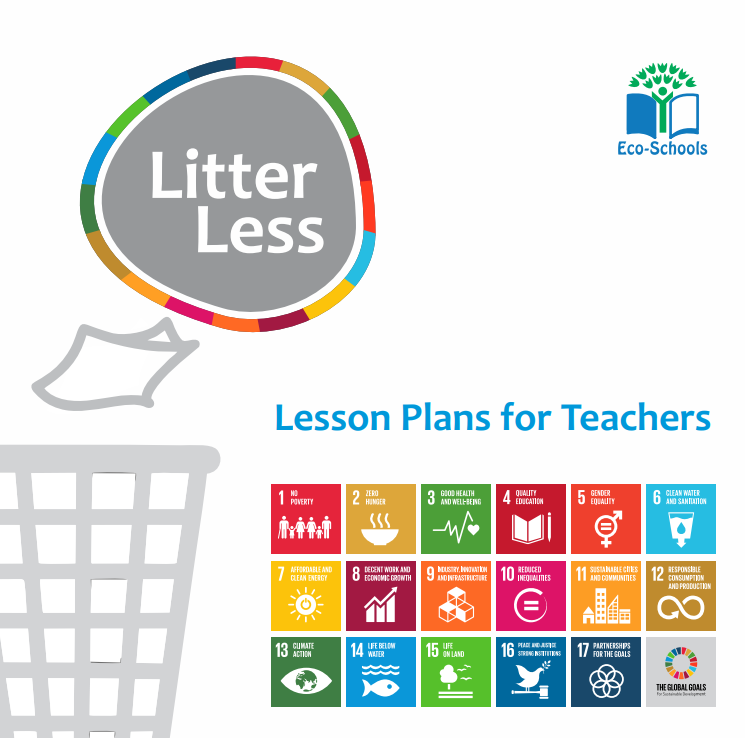 Litter
Less
Eco-Schools
Lesson Plans for Teachers
1 NO
POVERTY
2 ZERO
HUNGER
3 GOOD HEALTH
AND WELL-BEING
4 QUALITY
EDUCATION
5 GENDER
EQUALITY
6 CLEAN WATER
AND SANITATION
7 AFFORDABLE AND
CLEAN ENERGY
8 DECENT WORK AND
ECONOMIC GROWTH
9 INDUSTRY, INNOVATION
AND INFRASTRUCTURE
10 REDUCED
INEQUALITIES
11 SUSTAINABLE CITIES
AND COMMUNITIES
12 RESPONSIBLE
CONSUMPTION
AND PRODUCTION
13 CLIMATE
ACTION
14 LIFE BELOW
WATER
15 LIFE
ON LAND
16 PEACE AND JUSTICE
STRONG INSTITUTIONS
17 PARTNERSHIPS
FOR THE GOALS
THE GLOBAL GOALS
For Sustainable Development